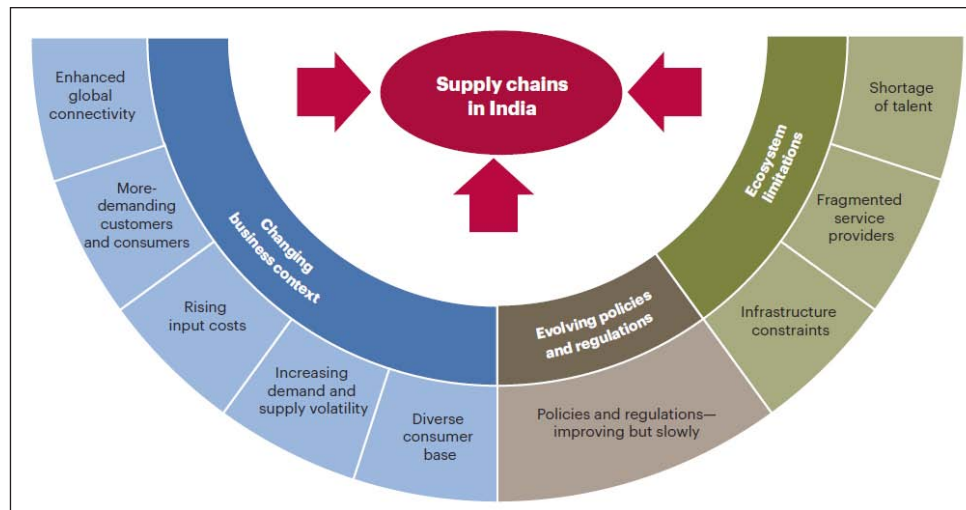 Supply chains
in India
Enhanced
global
connectivity
More-
demanding
customers
and consumers
Rising
input costs
Increasing
demand and
supply volatility
Diverse
consumer
base
Changing
business context
Evolving policies
and regulations
Policies and regulations—
improving but slowly
Ecosystem
limitations
Shortage
of talent
Fragmented
service
providers
Infrastructure
constraints